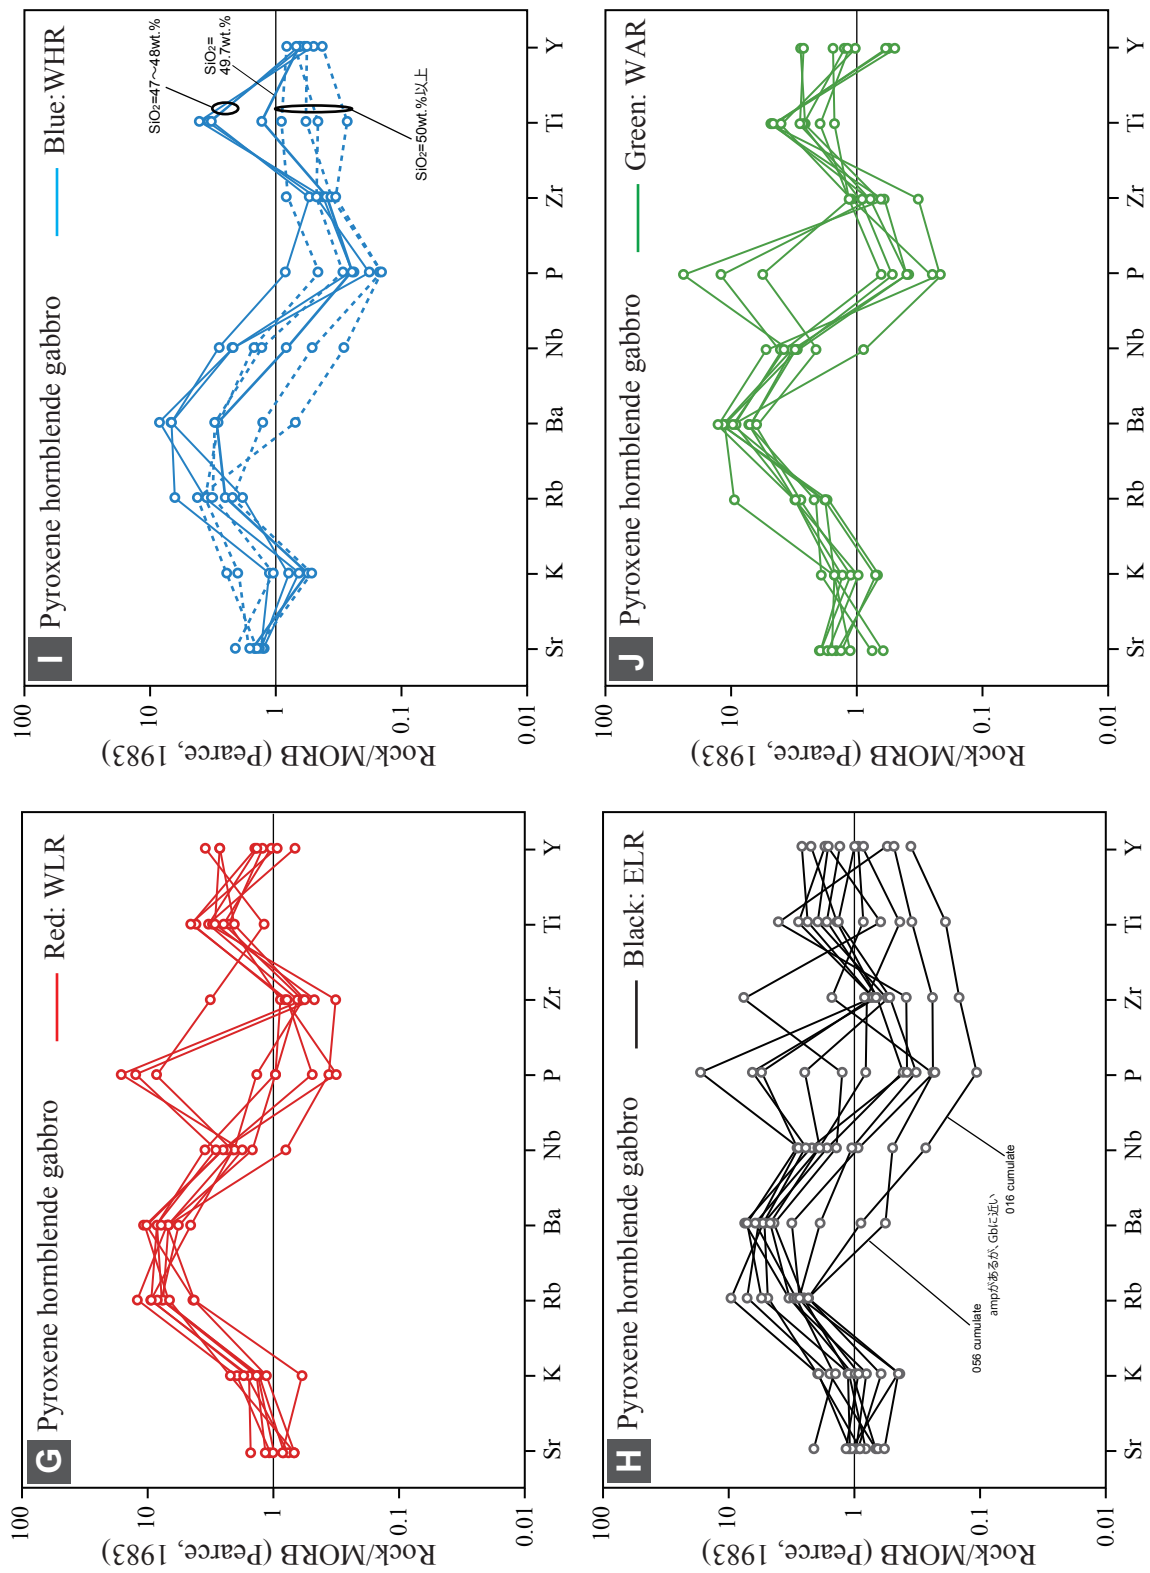 G Pyroxene hornblende gabbro
Red: WLR
Rock/MORB (Pearce, 1983)
100
10
1
0.1
0.01
Sr K Rb Ba Nb P Zr Ti Y
I Pyroxene hornblende gabbro
Blue:WHR
Rock/MORB (Pearce, 1983)
100
10
1
0.1
0.01
SiO2=47～48wt.%
SiO2=
49.7wt.%
SiO2=50wt.%以上
Sr K Rb Ba Nb P Zr Ti Y
H Pyroxene hornblende gabbro
Black: ELR
Rock/MORB (Pearce, 1983)
100
10
1
0.1
0.01
056 cumulate
ampがあるが、Gbに近い
016 cumulate
Sr K Rb Ba Nb P Zr Ti Y
J Pyroxene hornblende gabbro
Green: WAR
Rock/MORB (Pearce, 1983)
100
10
1
0.1
0.01
Sr K Rb Ba Nb P Zr Ti Y